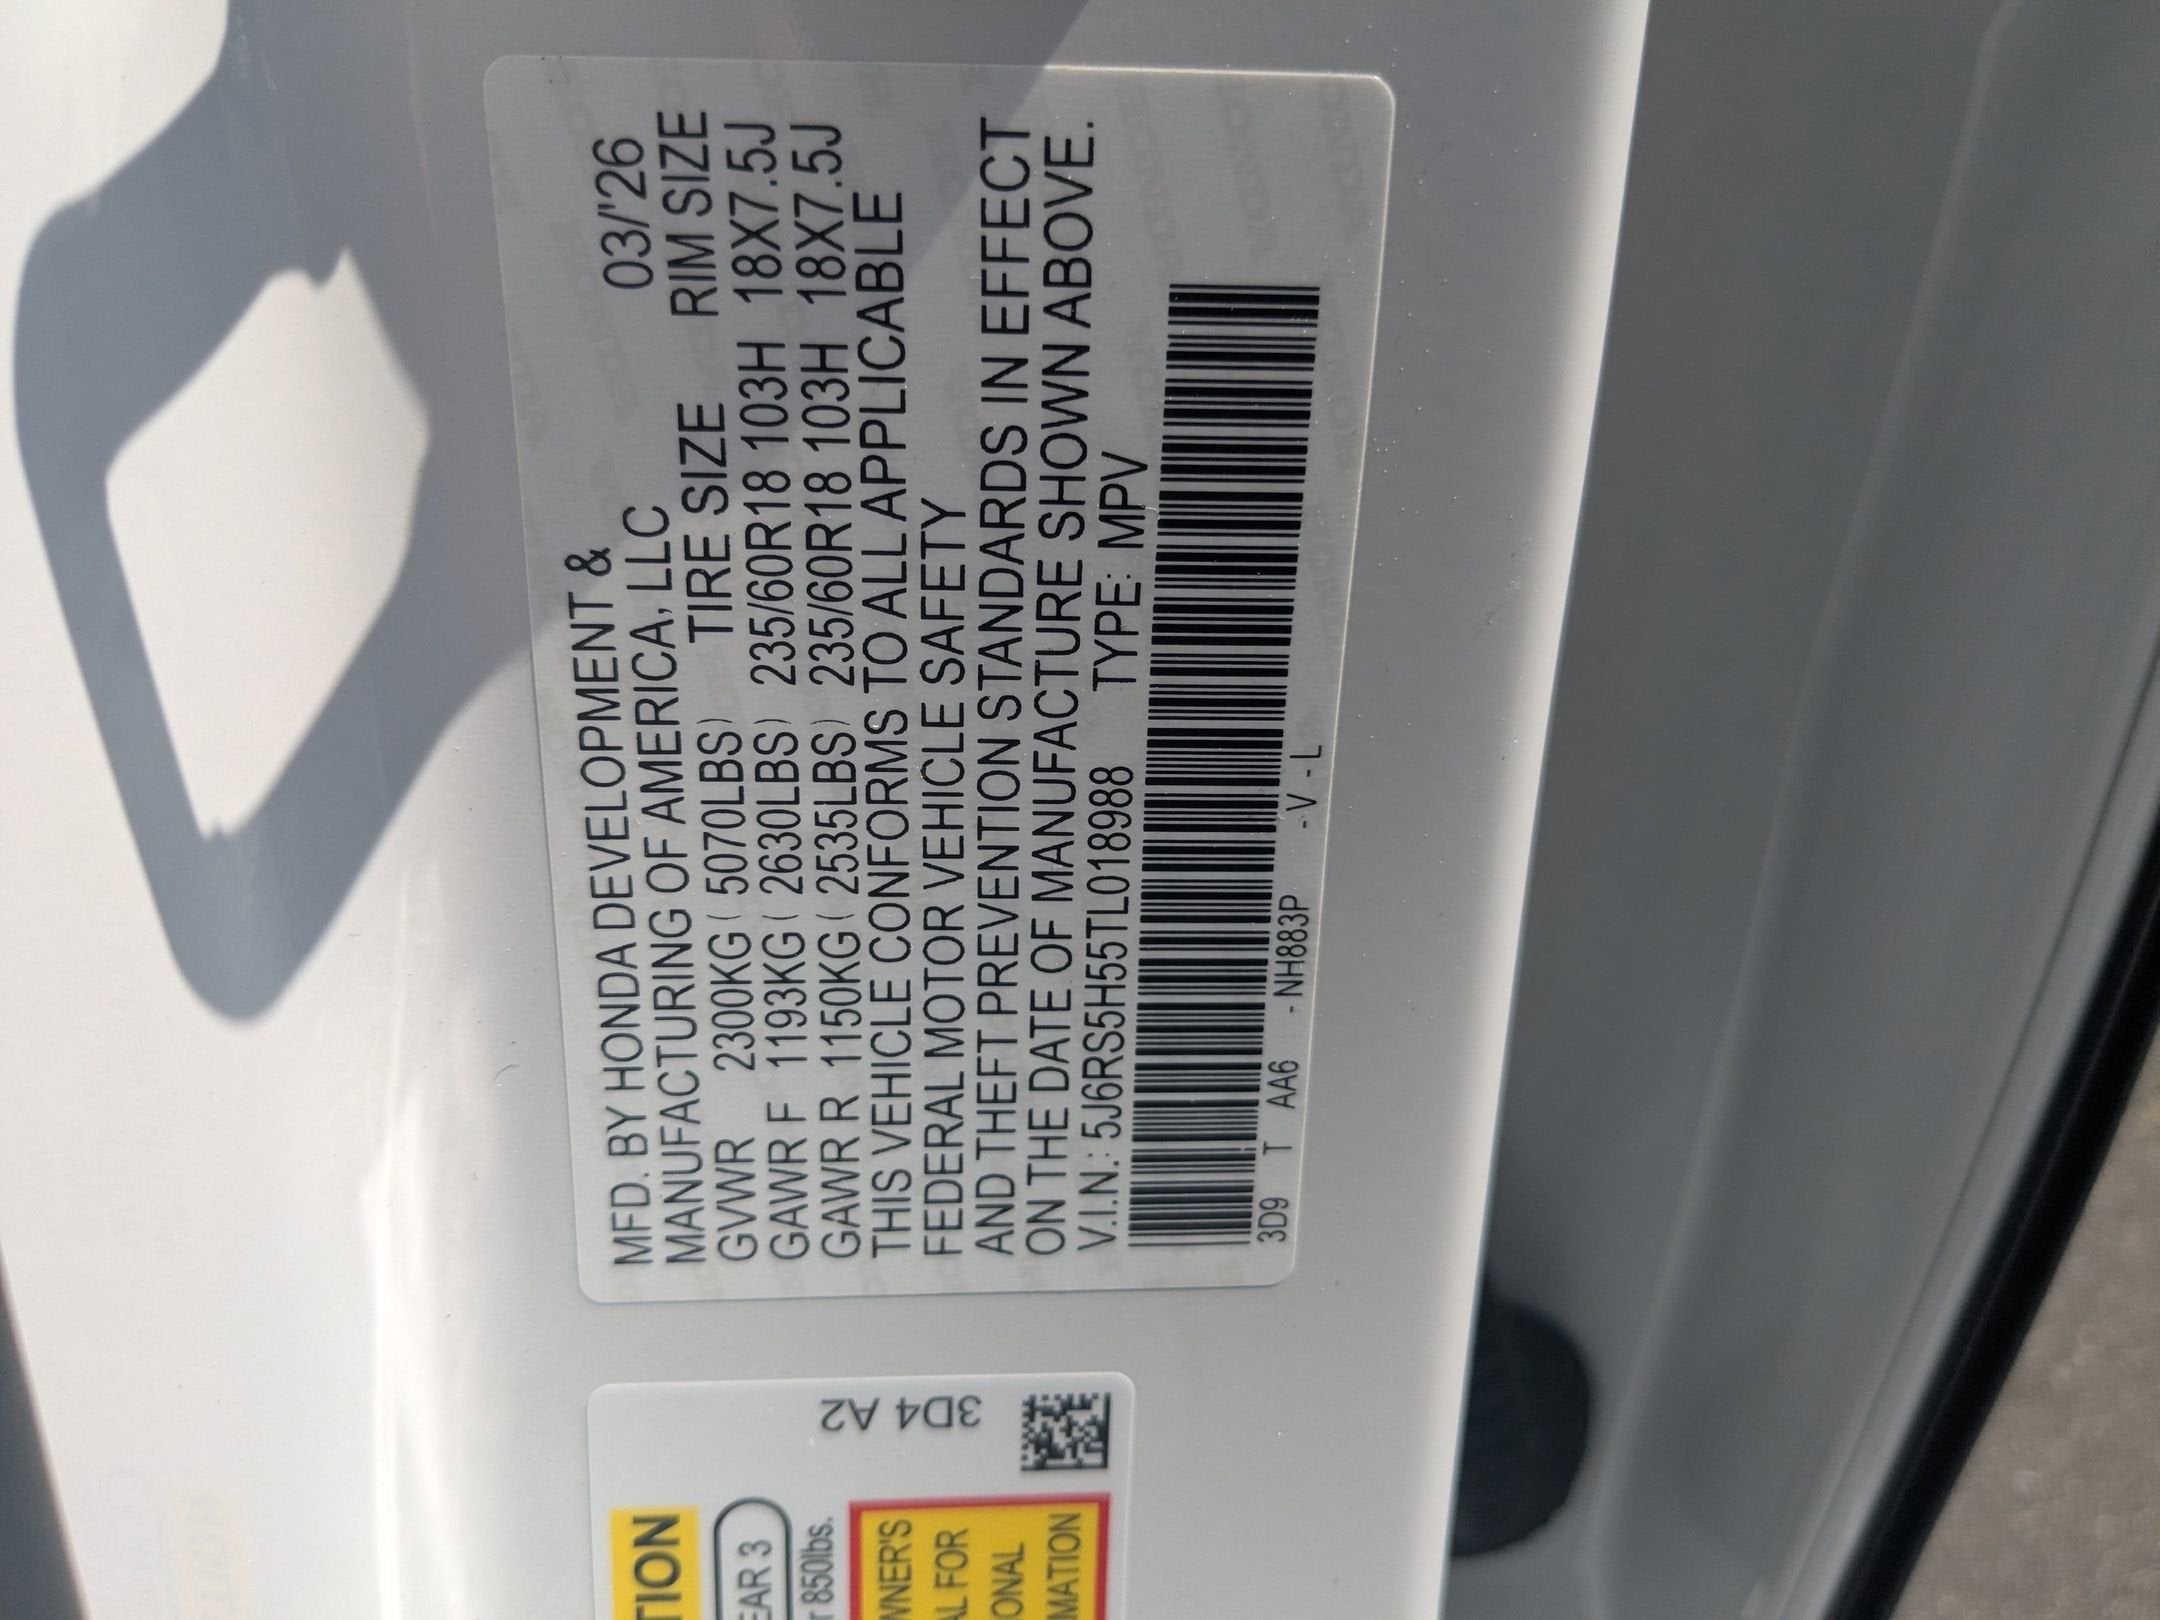 MFD. BY HONDA DEVELOPMENT & 03/'26
MANUFACTURING OF AMERICA, LLC
TIRE SIZE RIM SIZE
GVWR 2300KG ( 5070LBS) 235/60R18 103H 18X7.5J
GAWR F 1193KG ( 2630LBS) 235/60R18 103H 18X7.5J
GAWR R 1150KG ( 2535LBS)
THIS VEHICLE CONFORMS TO ALL APPLICABLE
FEDERAL MOTOR VEHICLE SAFETY
AND THEFT PREVENTION STANDARDS IN EFFECT
ON THE DATE OF MANUFACTURE SHOWN ABOVE.
V.I.N.: 5J6RS5H55TL018988 TYPE: MPV
3D9 T AA6 - NH883P - V - L
3D4 A2
TION
EAR 3
r 850lbs.
WNER'S
AL FOR
ONAL
MATION